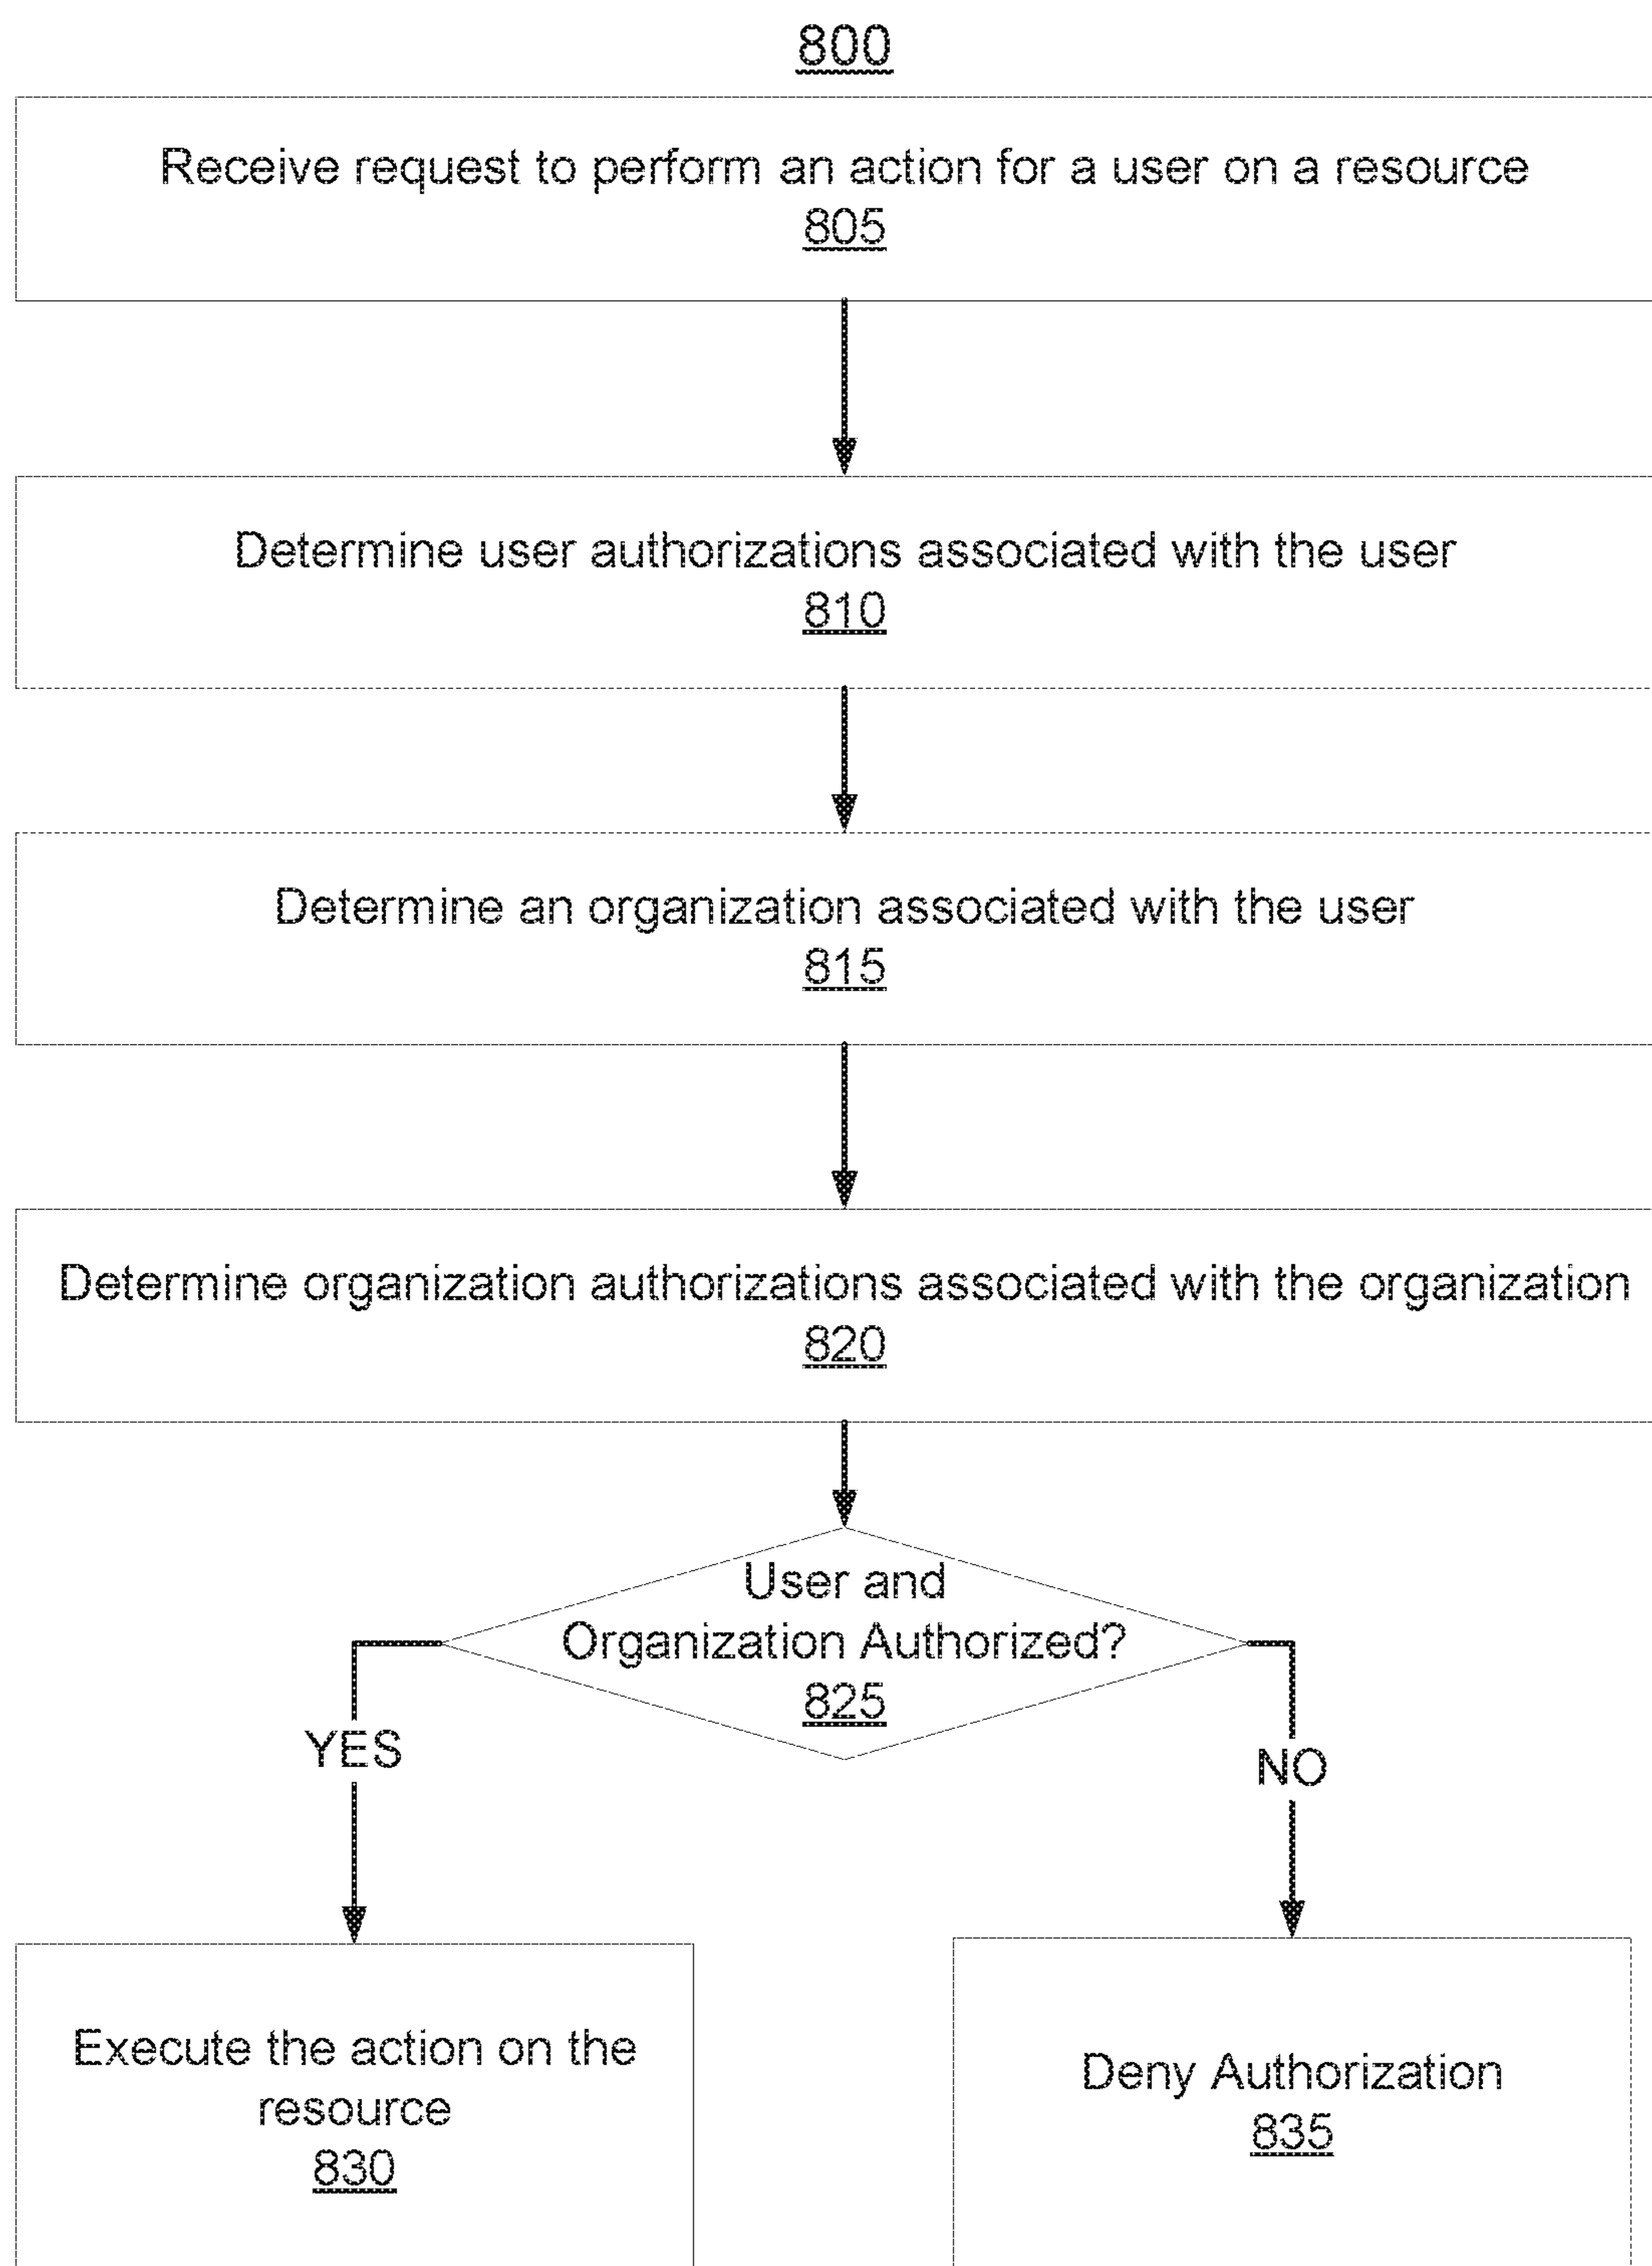 800
Receive request to perform an action for a user on a resource
805
Determine user authorizations associated with the user
810
Determine an organization associated with the user
815
Determine organization authorizations associated with the organization
820
User and
Organization Authorized?
825
YES
NO
Execute the action on the
resource
830
Deny Authorization
835